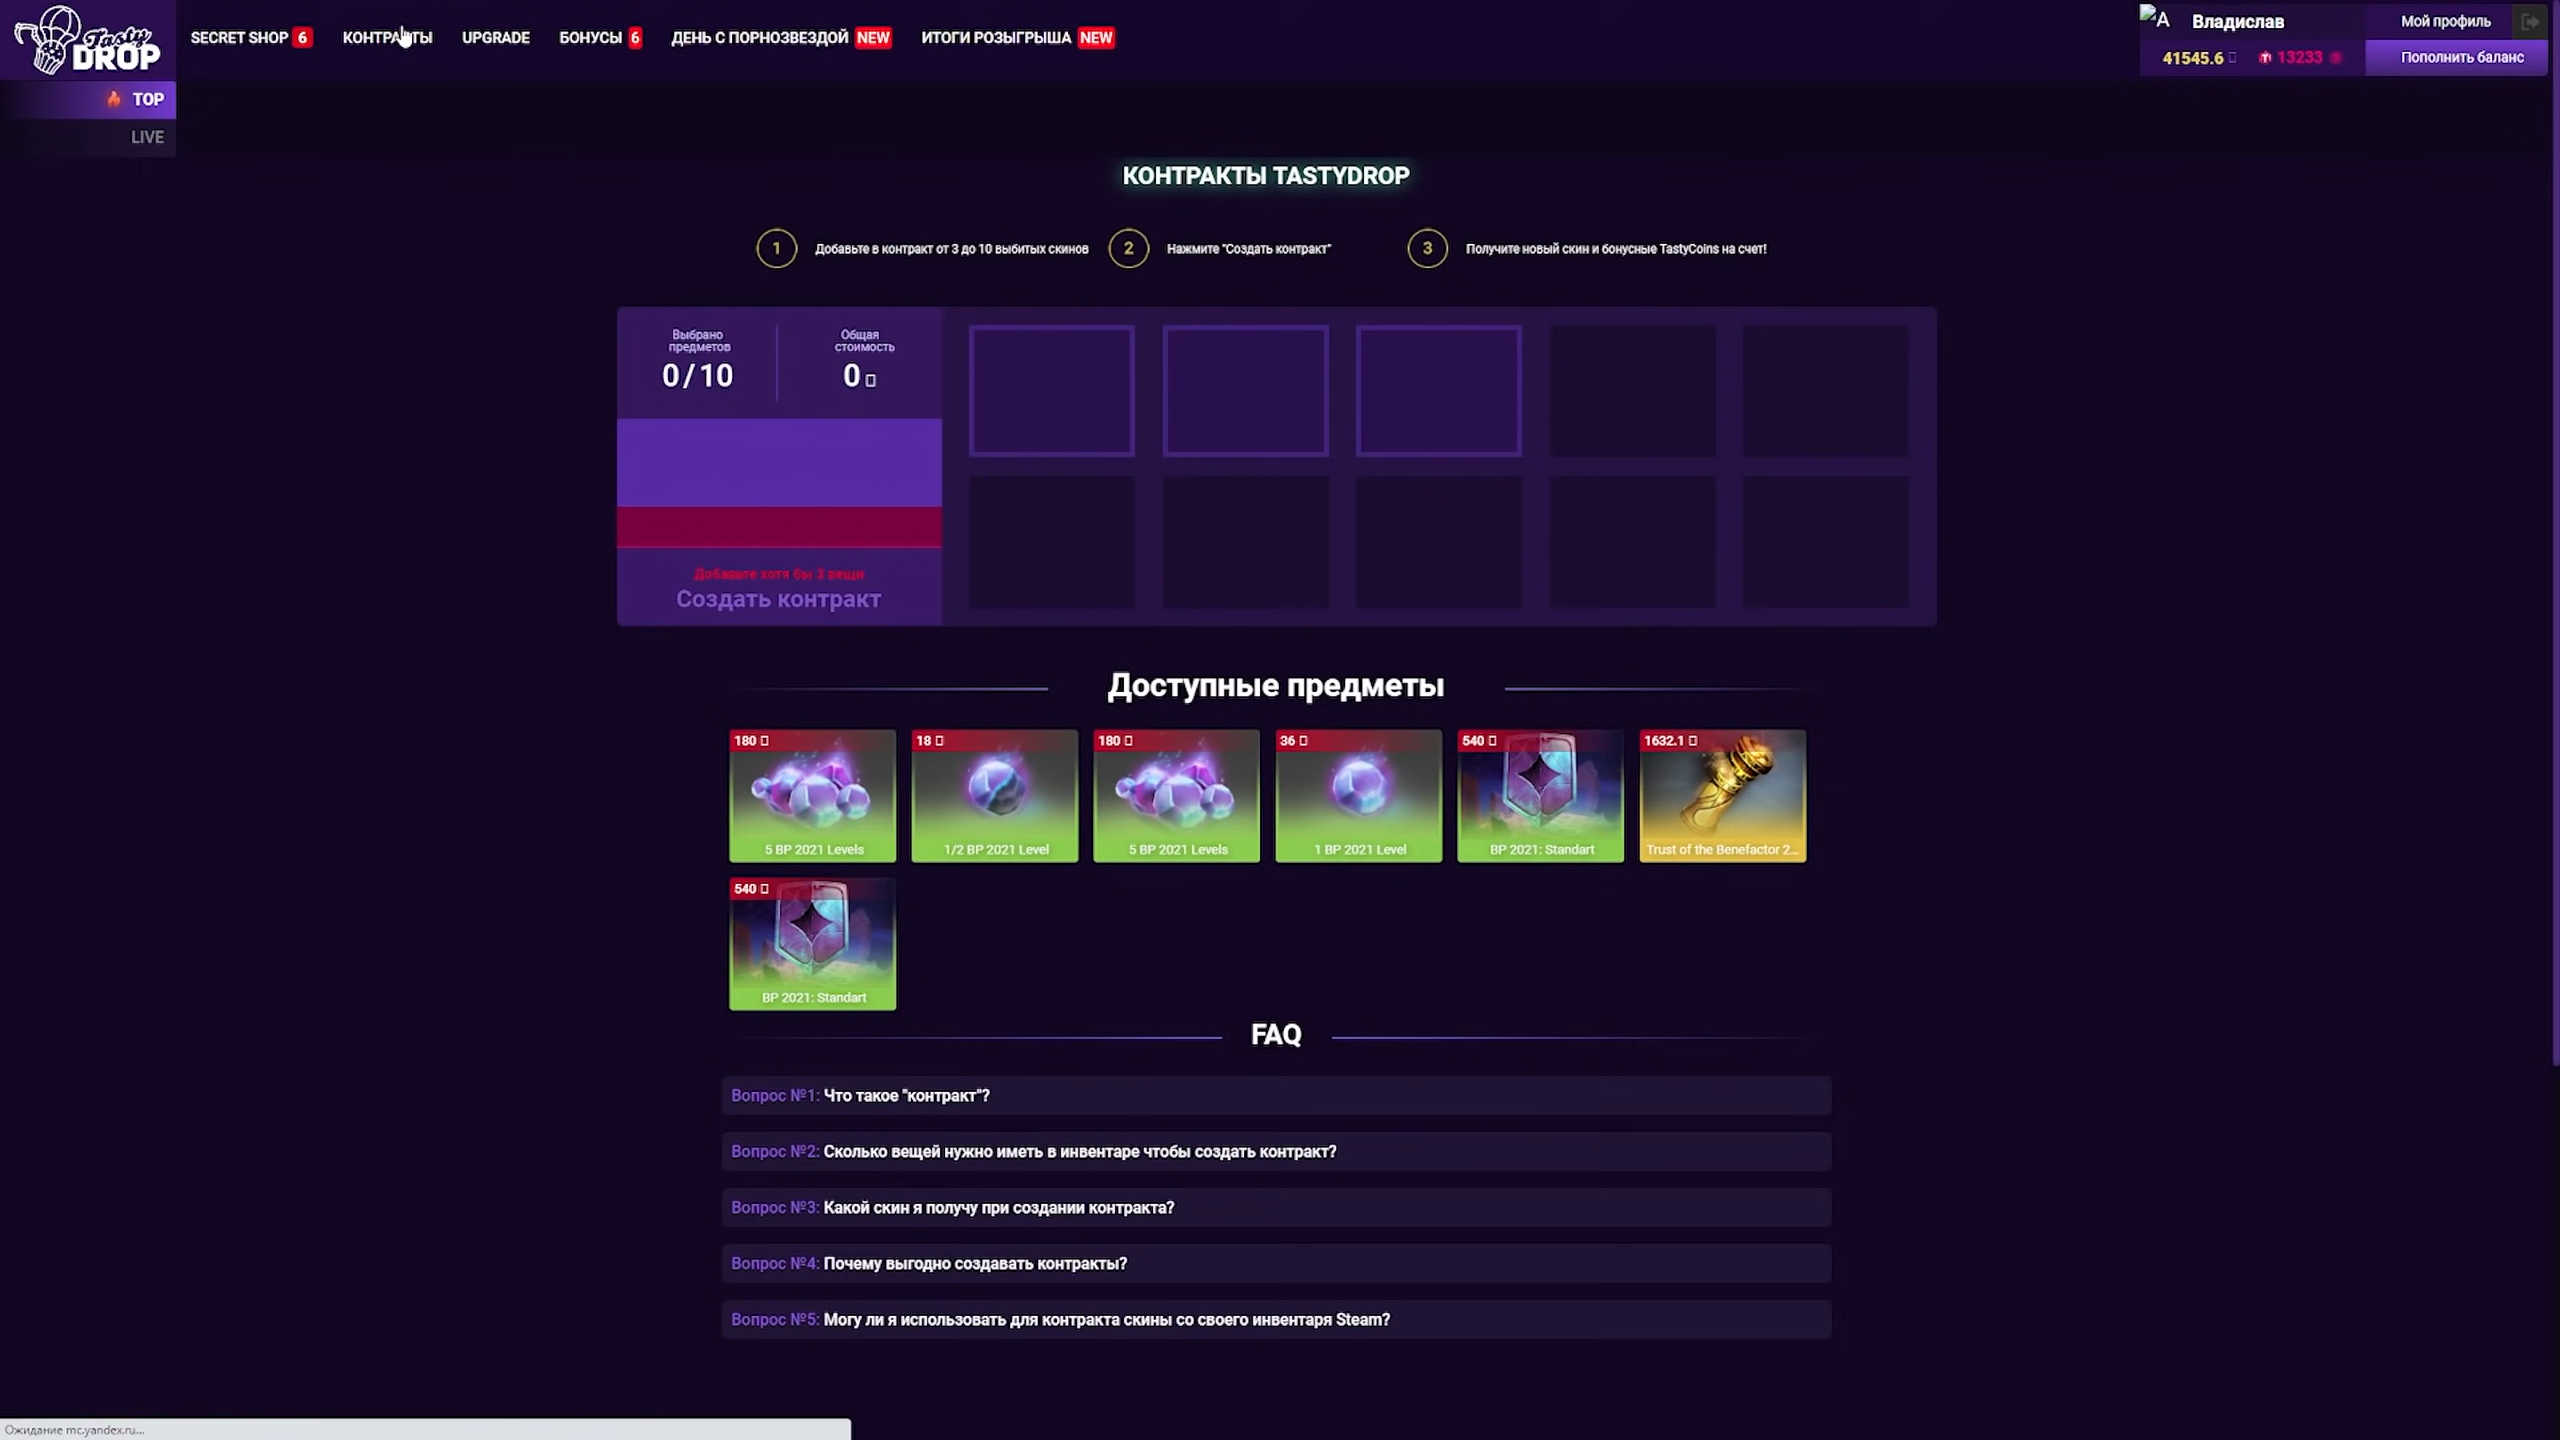 Tasty
DROP
SECRET SHOP 6
КОНТРАКТЫ
UPGRADE
БОНУСЫ 6
ДЕНЬ С ПОРНОЗВЕЗДОЙ NEW
ИТОГИ РОЗЫГРЫША NEW
A
Владислав
Мой профиль
41545.6
13233
Пополнить баланс
TOP
LIVE
КОНТРАКТЫ TASTYDROP
1 Добавьте в контракт от 3 до 10 выбитых скинов
2 Нажмите "Создать контракт"
3 Получите новый скин и бонусные TastyCoins на счет!
Выбрано
предметов
0/10
Общая
стоимость
0
Добавьте хотя бы 3 вещи
Создать контракт
Доступные предметы
180
5 BP 2021 Levels
18
1/2 BP 2021 Level
180
5 BP 2021 Levels
36
1 BP 2021 Level
540
BP 2021: Standart
1632.1
Trust of the Benefactor 2...
540
BP 2021: Standart
FAQ
Вопрос №1: Что такое "контракт"?
Вопрос №2: Сколько вещей нужно иметь в инвентаре чтобы создать контракт?
Вопрос №3: Какой скин я получу при создании контракта?
Вопрос №4: Почему выгодно создавать контракты?
Вопрос №5: Могу ли я использовать для контракта скины со своего инвентаря Steam?
Ожидание mc.yandex.ru...